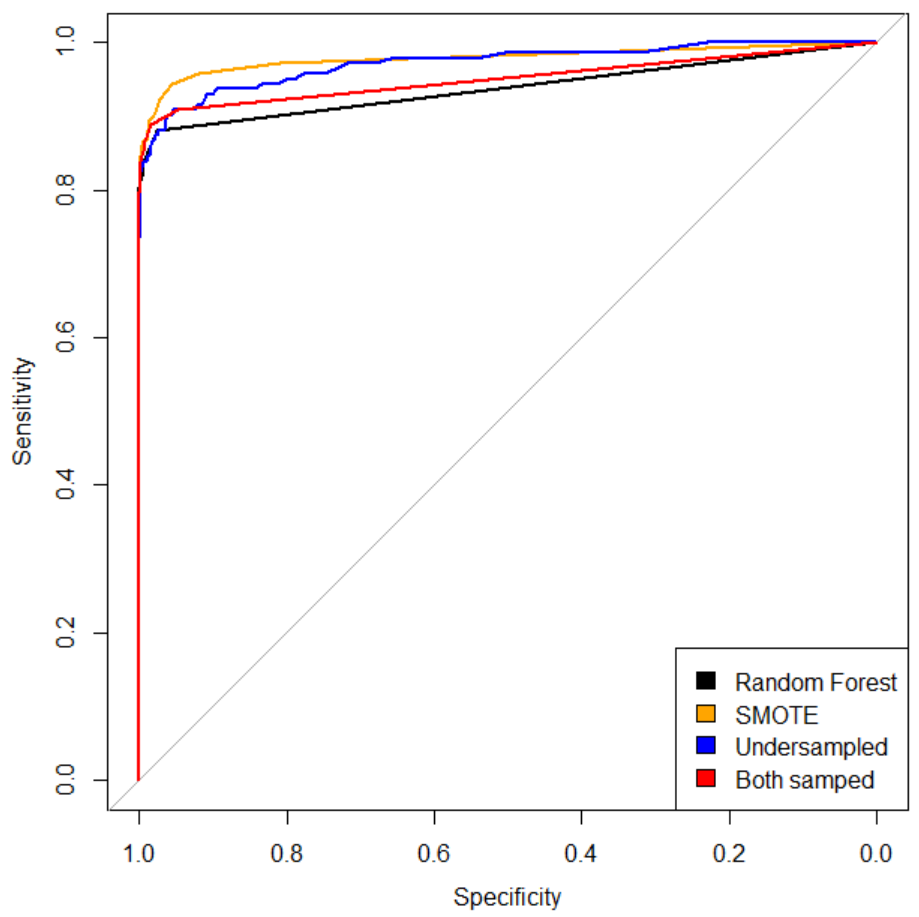 1.0
0.8
0.6
0.4
0.2
0.0
Sensitivity
Random Forest
SMOTE
Undersampled
Both samped
1.0 0.8 0.6 0.4 0.2 0.0
Specificity